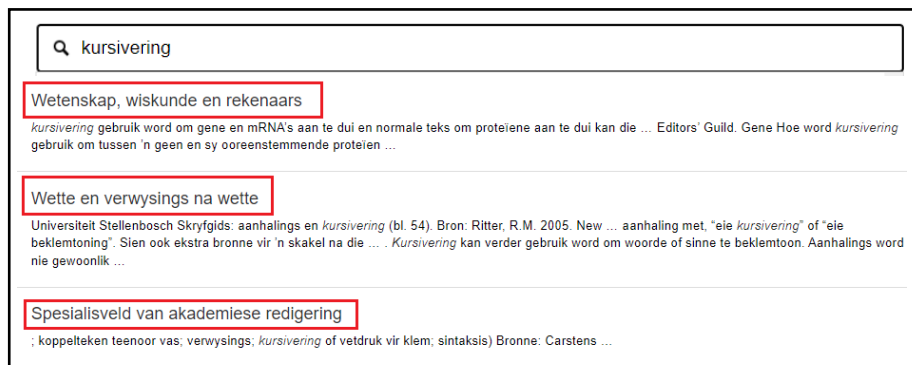 kursivering
Wetenskap, wiskunde en rekenaars
kursivering gebruik word om gene en mRNA's aan te dui en normale teks om proteïene aan te dui kan die ... Editors' Guild. Gene Hoe word kursivering
gebruik om tussen 'n geen en sy ooreenstemmende proteïen ...
Wette en verwysings na wette
Universiteit Stellenbosch Skryfgids: aanhalings en kursivering (bl. 54). Bron: Ritter, R.M. 2005. New ... aanhaling met, “eie kursivering” of “eie
beklemtoning”. Sien ook ekstra bronne vir 'n skakel na die ... . Kursivering kan verder gebruik word om woorde of sinne te beklemtoon. Aanhalings word
nie gewoonlik ...
Spesialisveld van akademiese redigering
; koppelteken teenoor vas; verwysings; kursivering of vetdruk vir klem; sintaksis) Bronne: Carstens ...